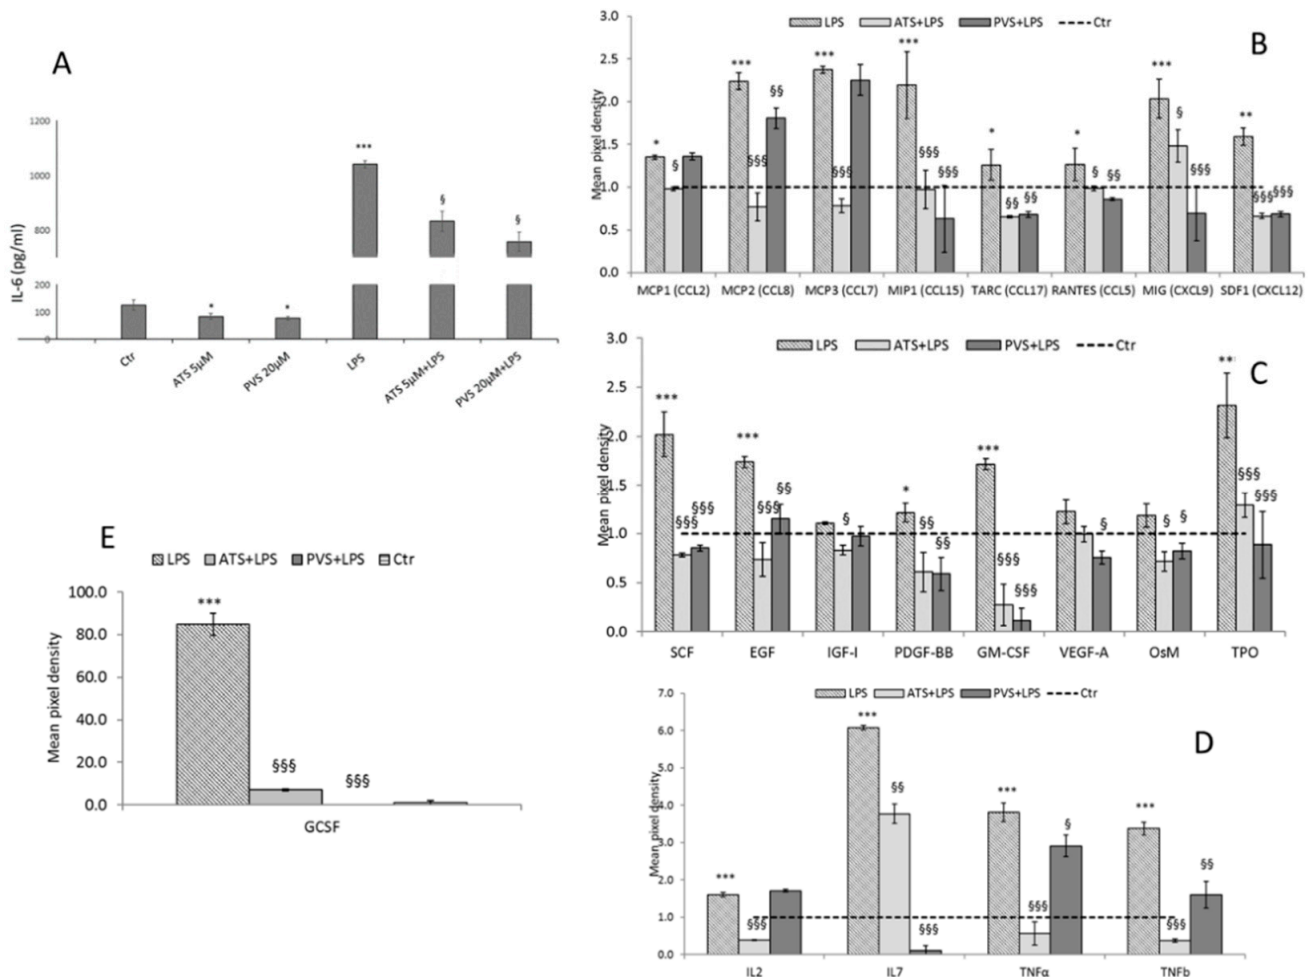 A
IL-6 (pg/ml)
1200
1000
800
200
100
0
***
§
§
*
*
Ctr
ATS 5µM
PVS 20µM
LPS
ATS 5µM+LPS
PVS 20µM+LPS
B
LPS ATS+LPS PVS+LPS Ctr
Mean pixel density
3.0
2.5
2.0
1.5
1.0
0.5
0.0
* § *** §§§ §§ *** §§§ *** §§§ §§§ * §§ §§ * § §§ *** § §§§ ** §§§ §§§
MCP1 (CCL2) MCP2 (CCL8) MCP3 (CCL7) MIP1 (CCL15) TARC (CCL17) RANTES (CCL5) MIG (CXCL9) SDF1 (CXCL12)
C
LPS ATS+LPS PVS+LPS Ctr
Mean pixel density
3.0
2.5
2.0
1.5
1.0
0.5
0.0
*** §§§ §§§ *** §§§ §§ § * §§ §§ *** §§§ §§§ § § § ** §§§ §§§
SCF EGF IGF-I PDGF-BB GM-CSF VEGF-A OsM TPO
E
LPS ATS+LPS PVS+LPS Ctr
Mean pixel density
100.0
80.0
60.0
40.0
20.0
0.0
*** §§§ §§§
GCSF
D
LPS ATS+LPS PVS+LPS Ctr
Mean pixel density
7.0
6.0
5.0
4.0
3.0
2.0
1.0
0.0
*** §§§ *** §§ §§§ *** §§§ § *** §§§ §§
IL2 IL7 TNFα TNFb